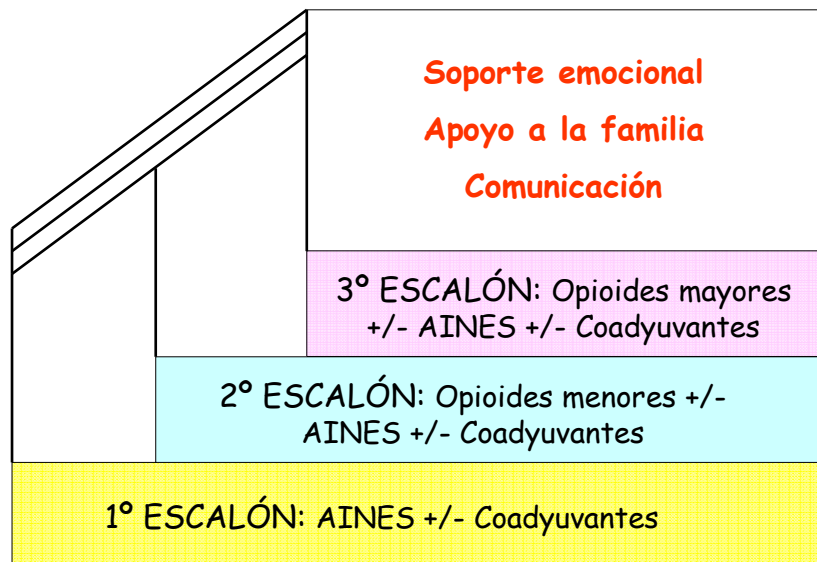 Soporte emocional
Apoyo a la familia
Comunicación
3º ESCALÓN: Opioides mayores
+/- AINES +/- Coadyuvantes
2º ESCALÓN: Opioides menores +/-
AINES +/- Coadyuvantes
1º ESCALÓN: AINES +/- Coadyuvantes